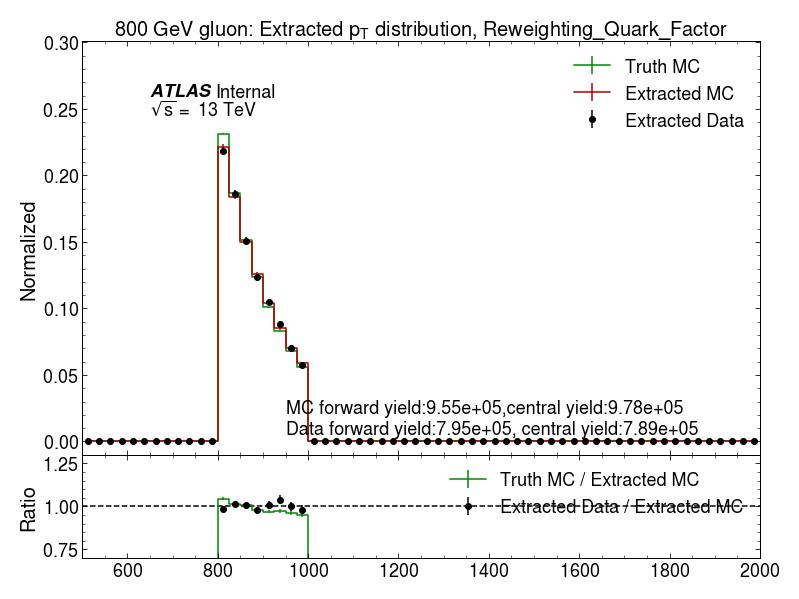 800 GeV gluon: Extracted pT distribution, Reweighting_Quark_Factor
0.30
0.25
0.20
0.15
0.10
0.05
0.00
Normalized
ATLAS Internal
√s = 13 TeV
Truth MC
Extracted MC
Extracted Data
MC forward yield:9.55e+05,central yield:9.78e+05
Data forward yield:7.95e+05, central yield:7.89e+05
1.25
1.00
0.75
Ratio
Truth MC / Extracted MC
Extracted Data / Extracted MC
600 800 1000 1200 1400 1600 1800 2000